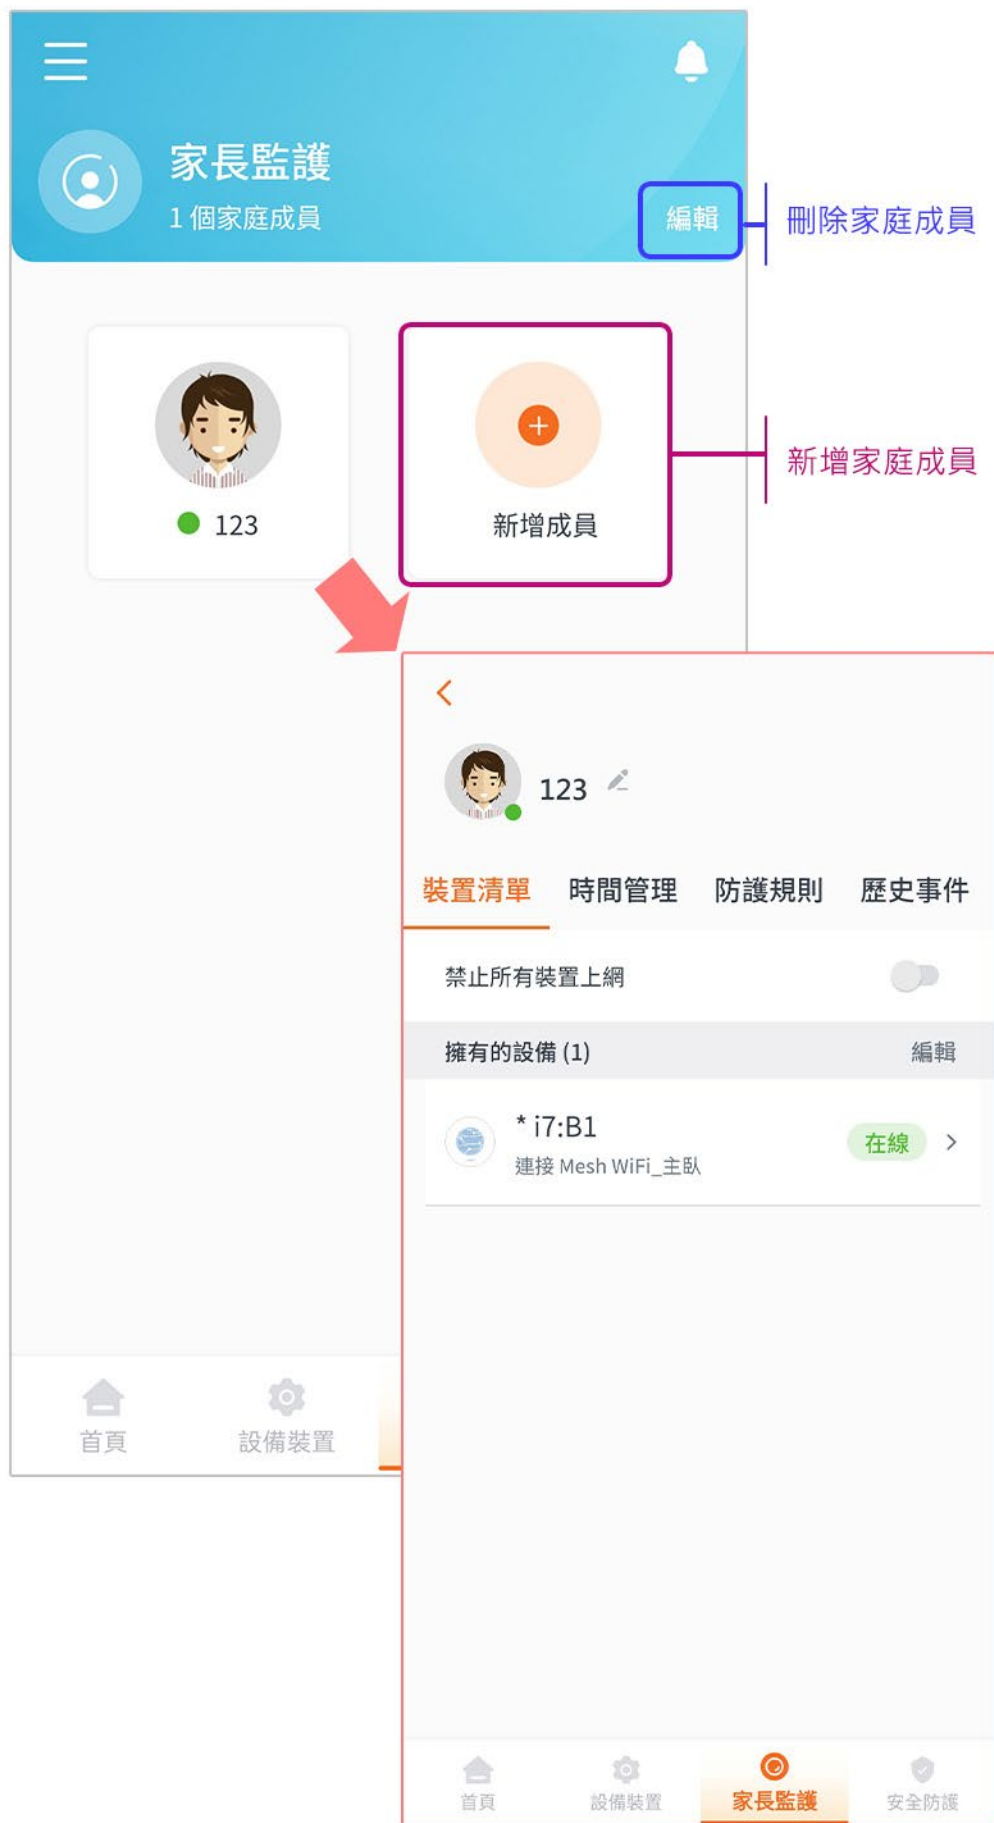 家長監護
1 個家庭成員
編輯
刪除家庭成員
123
新增成員
新增家庭成員
123
裝置清單 時間管理 防護規則 歷史事件
禁止所有裝置上網
擁有的設備 (1) 編輯
* i7:B1
連接 Mesh WiFi_主臥
在線
首頁 設備裝置
首頁 設備裝置 家長監護 安全防護